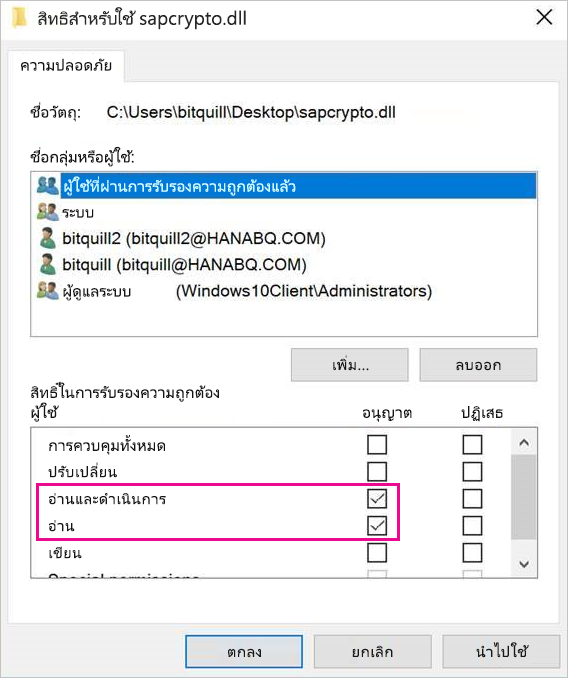 สิทธิสำหรับใช้ sapcrypto.dll
ความปลอดภัย
ชื่อวัตถุ: C:\Users\bitquill\Desktop\sapcrypto.dll
ชื่อกลุ่มหรือผู้ใช้:
ผู้ใช้ที่ผ่านการรับรองความถูกต้องแล้ว
ระบบ
bitquill2 (bitquill2@HANABQ.COM)
bitquill (bitquill@HANABQ.COM)
ผู้ดูแลระบบ (Windows10Client\Administrators)
เพิ่ม... ลบออก
สิทธิ์ในการรับรองความถูกต้อง
ผู้ใช้ อนุญาต ปฏิเสธ
การควบคุมทั้งหมด
ปรับเปลี่ยน
อ่านและดำเนินการ
อ่าน
เขียน
Special permissions
ตกลง ยกเลิก นำไปใช้